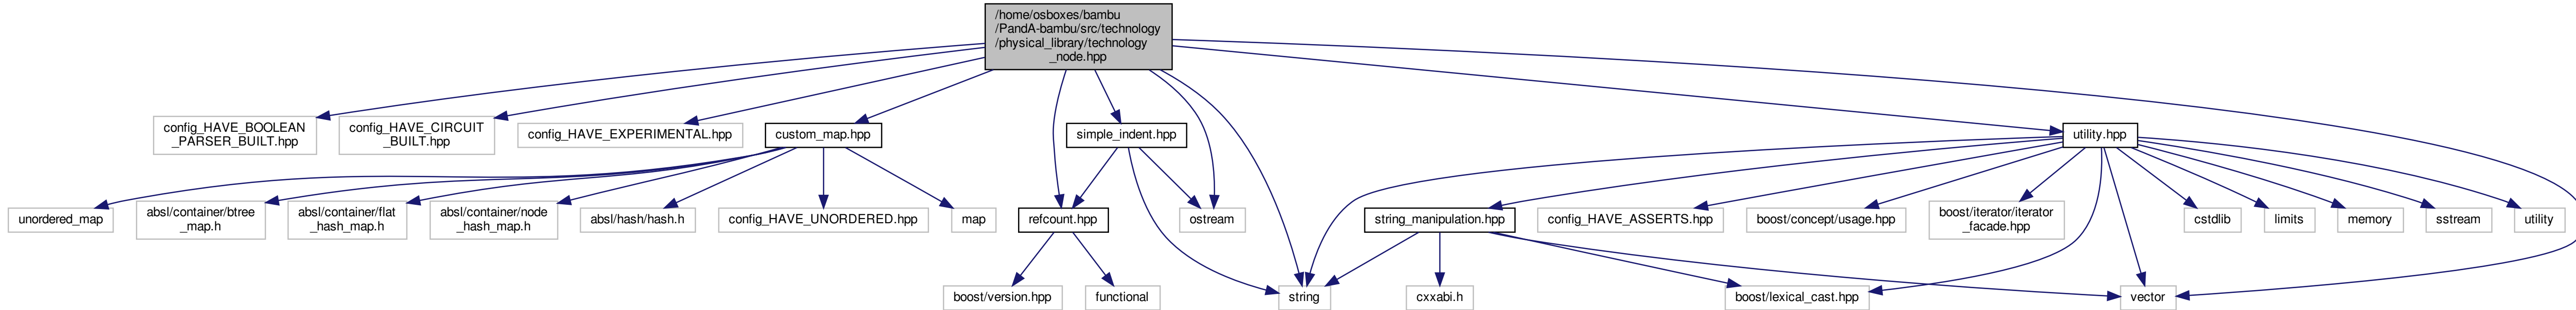 /home/osboxes/bambu
/PandA-bambu/src/technology
/physical_library/technology
_node.hpp
config_HAVE_BOOLEAN
_PARSER_BUILT.hpp
config_HAVE_CIRCUIT
_BUILT.hpp
config_HAVE_EXPERIMENTAL.hpp
custom_map.hpp
simple_indent.hpp
utility.hpp
unordered_map
absl/container/btree
_map.h
absl/container/flat
_hash_map.h
absl/container/node
_hash_map.h
absl/hash/hash.h
config_HAVE_UNORDERED.hpp
map
refcount.hpp
ostream
string_manipulation.hpp
config_HAVE_ASSERTS.hpp
boost/concept/usage.hpp
boost/iterator/iterator
_facade.hpp
cstdlib
limits
memory
sstream
utility
boost/version.hpp
functional
string
cxxabi.h
boost/lexical_cast.hpp
vector